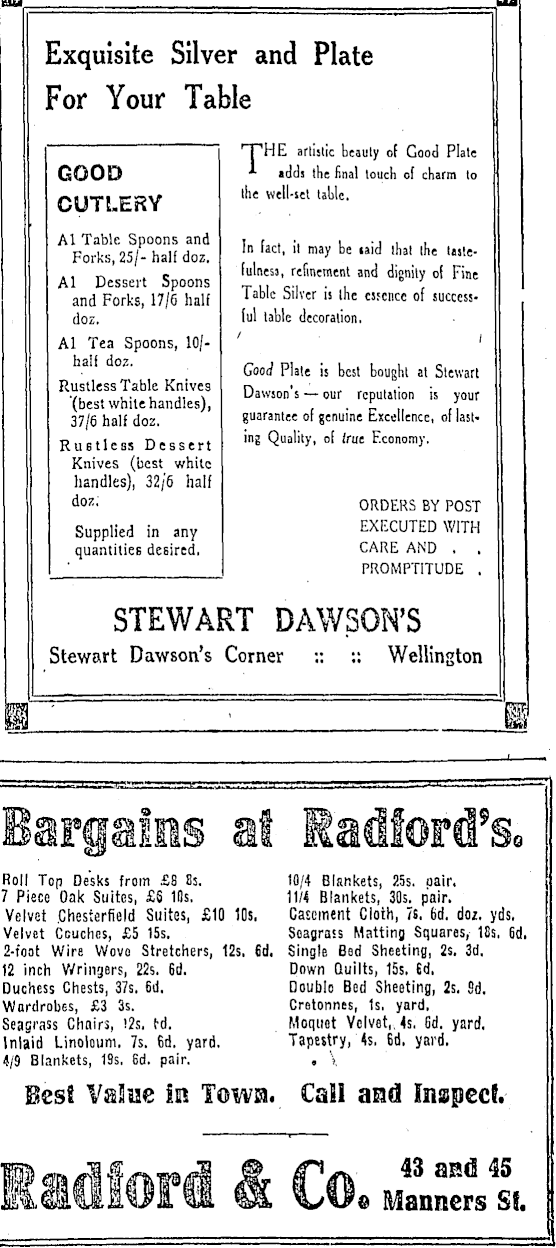 Exquisite Silver and Plate
For Your Table
GOOD
CUTLERY
A1 Table Spoons and
Forks, 25/- half doz.
A1 Dessert Spoons
and Forks, 17/6 half
doz.
A1 Tea Spoons, 10/-
half doz.
Rustless Table Knives
(best white handles),
37/6 half doz.
Rustless Dessert
Knives (best white
handles), 32/6 half
doz.
Supplied in any
quantities desired.
THE artistic beauty of Good Plate
adds the final touch of charm to
the well-set table.
In fact, it may be said that the taste-
fulness, refinement and dignity of Fine
Table Silver is the essence of success-
ful table decoration.
Good Plate is best bought at Stewart
Dawson's — our reputation is your
guarantee of genuine Excellence, of last-
ing Quality, of true Economy.
ORDERS BY POST
EXECUTED WITH
CARE AND . .
PROMPTITUDE .
STEWART DAWSON'S
Stewart Dawson's Corner :: :: Wellington
Bargains at Radford's.
Roll Top Desks from £8 8s.
7 Piece Oak Suites, £6 10s.
Velvet Chesterfield Suites, £10 10s.
Velvet Couches, £5 15s.
2-foot Wire Wove Stretchers, 12s. 6d.
12 inch Wringers, 22s. 6d.
Duchess Chests, 37s. 6d.
Wardrobes, £3 3s.
Seagrass Chairs, 12s.
Inlaid Linoleum. 7s. 6d. yard.
4/9 Blankets, 19s. 6d. pair.
10/4 Blankets, 25s. pair.
11/4 Blankets, 30s. pair.
Casement Cloth, 7s. 6d. doz. yds.
Seagrass Matting Squares, 18s. 6d.
Single Bed Sheeting, 2s. 3d.
Down Quilts, 15s. 6d.
Double Bed Sheeting, 2s. 9d.
Cretonnes, 1s. yard.
Moquet Velvet, 4s. 6d. yard.
Tapestry, 4s. 6d. yard.
Best Value in Town. Call and Inspect.
Radford & Co. 43 and 45
Manners St.